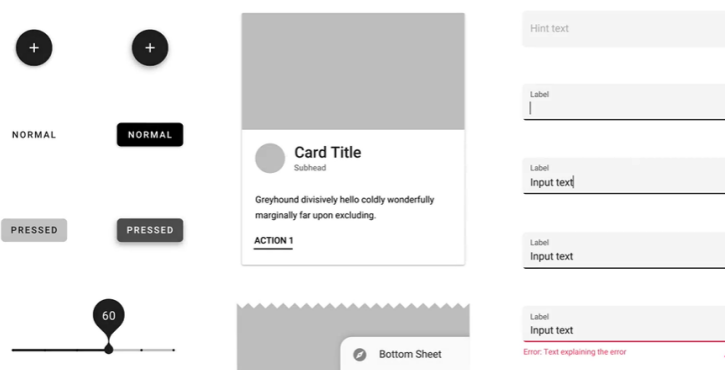 +
+
NORMAL
NORMAL
PRESSED
PRESSED
60
Card Title
Subhead
Greyhound divisively hello coldly wonderfully
marginally far upon excluding.
ACTION 1
Bottom Sheet
Hint text
Label
Label
Input text
Label
Input text
Label
Input text
Error: Text explaining the error